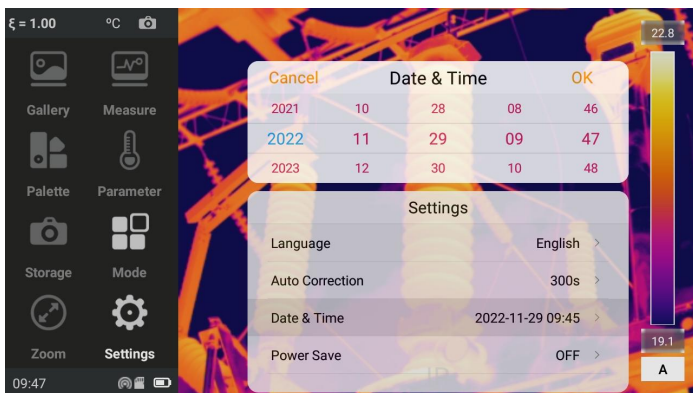 ξ = 1.00 °C
Gallery Measure
Palette Parameter
Storage Mode
Zoom Settings
09:47
Cancel Date & Time OK
2021 10 28 08 46
2022 11 29 09 47
2023 12 30 10 48
Settings
Language English >
Auto Correction 300s >
Date & Time 2022-11-29 09:45 >
Power Save OFF >
22.8
19.1
A